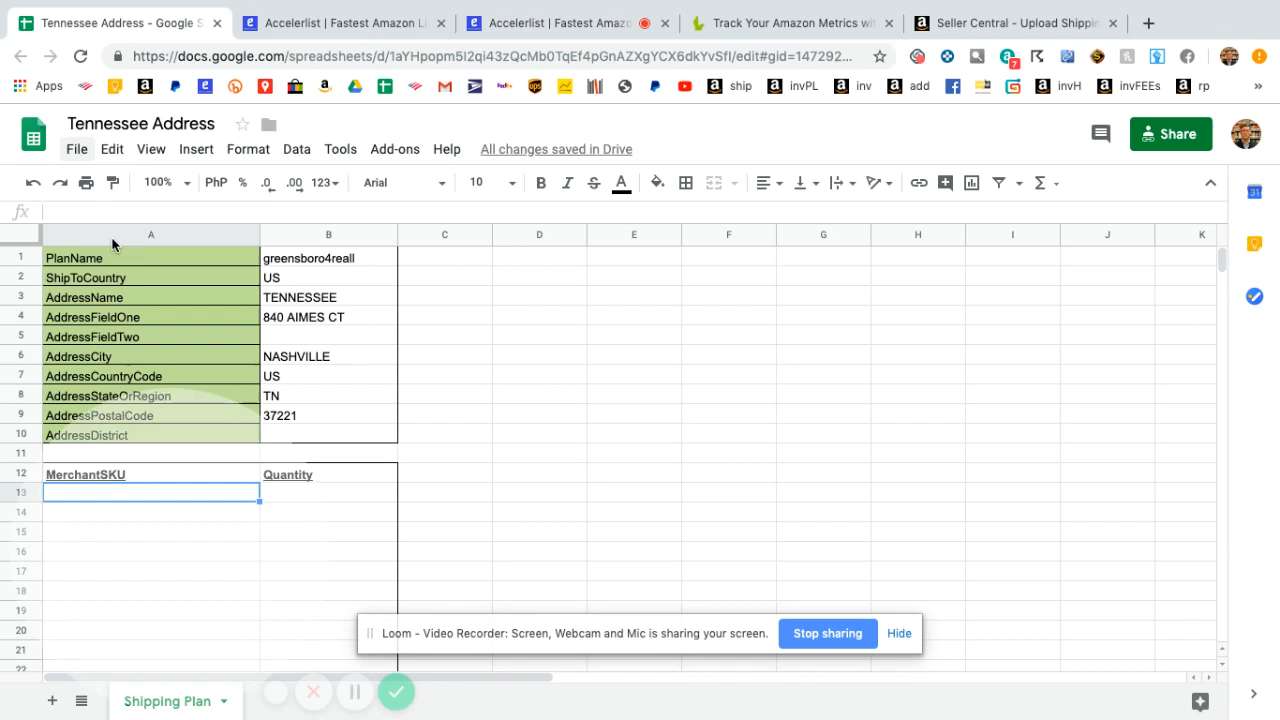 Tennessee Address - Google S
Accelerlist | Fastest Amazon Li
Accelerlist | Fastest Amazo
Track Your Amazon Metrics wit
Seller Central - Upload Shippin
https://docs.google.com/spreadsheets/d/1aYHpopm5l2qi43zQcMb0TqEf4pGnAZXgYCX6dkYvSfI/edit#gid=147292...
7
Apps
ship
invPL
inv
add
invH
invFEEs
rp
Tennessee Address
File Edit View Insert Format Data Tools Add-ons Help All changes saved in Drive
Share
100% PhP % .0 .00 123 Arial 10 B I S A
fx
31
A B C D E F G H I J K
1 PlanName greensboro4reall
2 ShipToCountry US
3 AddressName TENNESSEE
4 AddressFieldOne 840 AIMES CT
5 AddressFieldTwo
6 AddressCity NASHVILLE
7 AddressCountryCode US
8 AddressStateOrRegion TN
9 AddressPostalCode 37221
10 AddressDistrict
11
12 MerchantSKU Quantity
13
14
15
16
17
18
19
20
21
22
Loom - Video Recorder: Screen, Webcam and Mic is sharing your screen.
Stop sharing
Hide
Shipping Plan